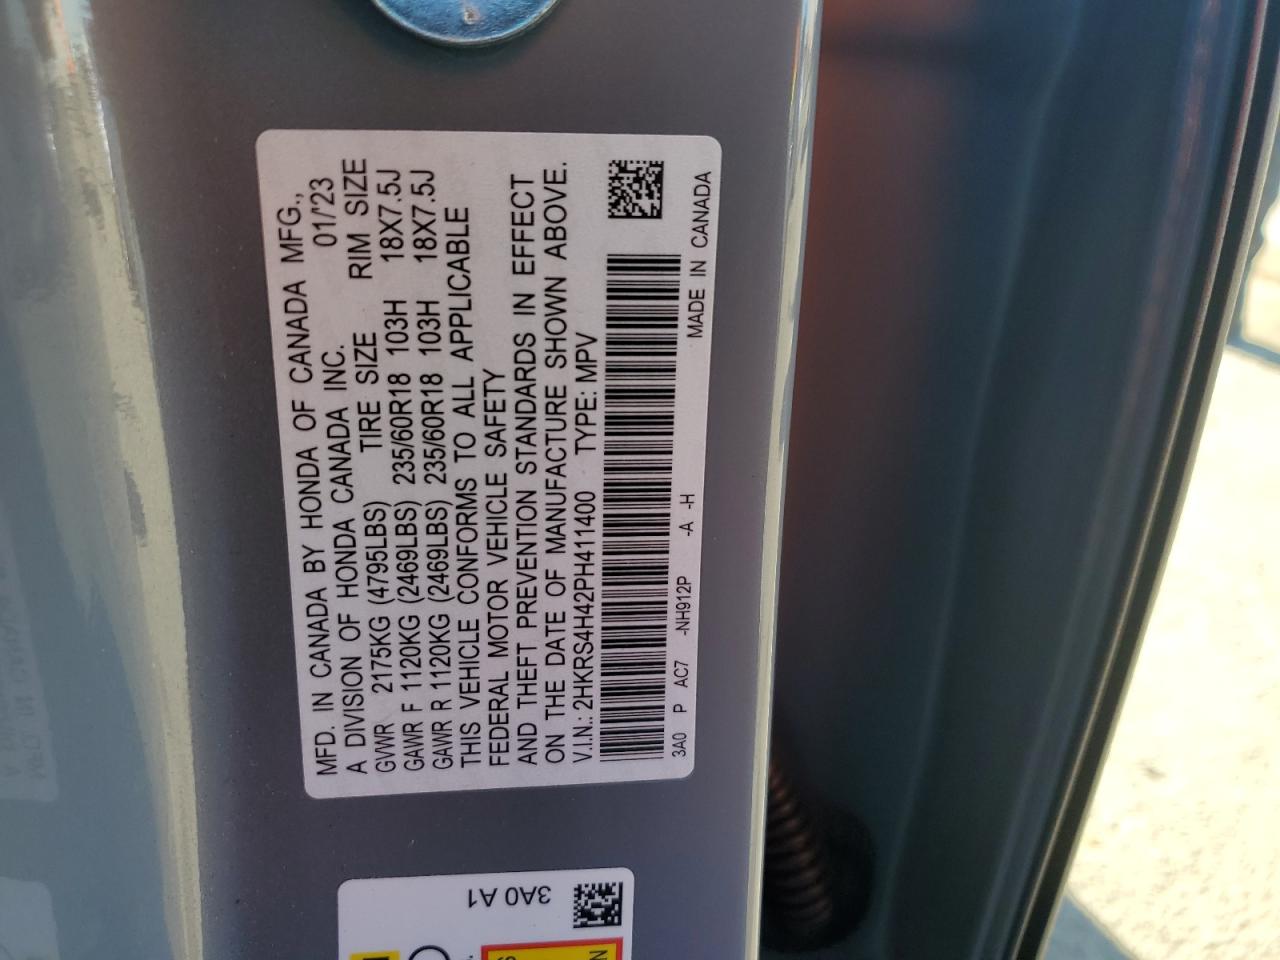 MFD. IN CANADA BY HONDA OF CANADA MFG.,
A DIVISION OF HONDA CANADA INC. 01/'23
GVWR 2175KG (4795LBS) TIRE SIZE RIM SIZE
GAWR F 1120KG (2469LBS) 235/60R18 103H 18X7.5J
GAWR R 1120KG (2469LBS) 235/60R18 103H 18X7.5J
THIS VEHICLE CONFORMS TO ALL APPLICABLE
FEDERAL MOTOR VEHICLE SAFETY
AND THEFT PREVENTION STANDARDS IN EFFECT
ON THE DATE OF MANUFACTURE SHOWN ABOVE.
V.I.N.: 2HKRS4H42PH411400 TYPE: MPV
3A0 P AC7 -NH912P -A -H MADE IN CANADA
3A0 A1